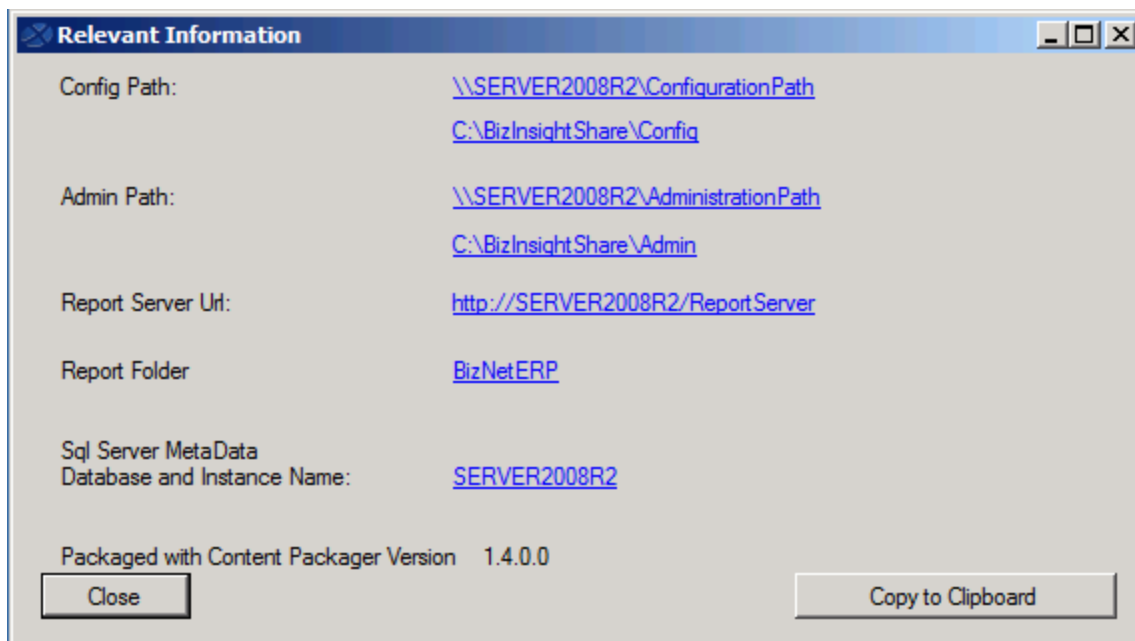 Relevant Information
Config Path: \\SERVER2008R2\ConfigurationPath
C:\BizInsightShare\Config
Admin Path: \\SERVER2008R2\AdministrationPath
C:\BizInsightShare\Admin
Report Server Url: http://SERVER2008R2/ReportServer
Report Folder BizNetERP
Sql Server MetaData
Database and Instance Name: SERVER2008R2
Packaged with Content Packager Version 1.4.0.0
Close Copy to Clipboard